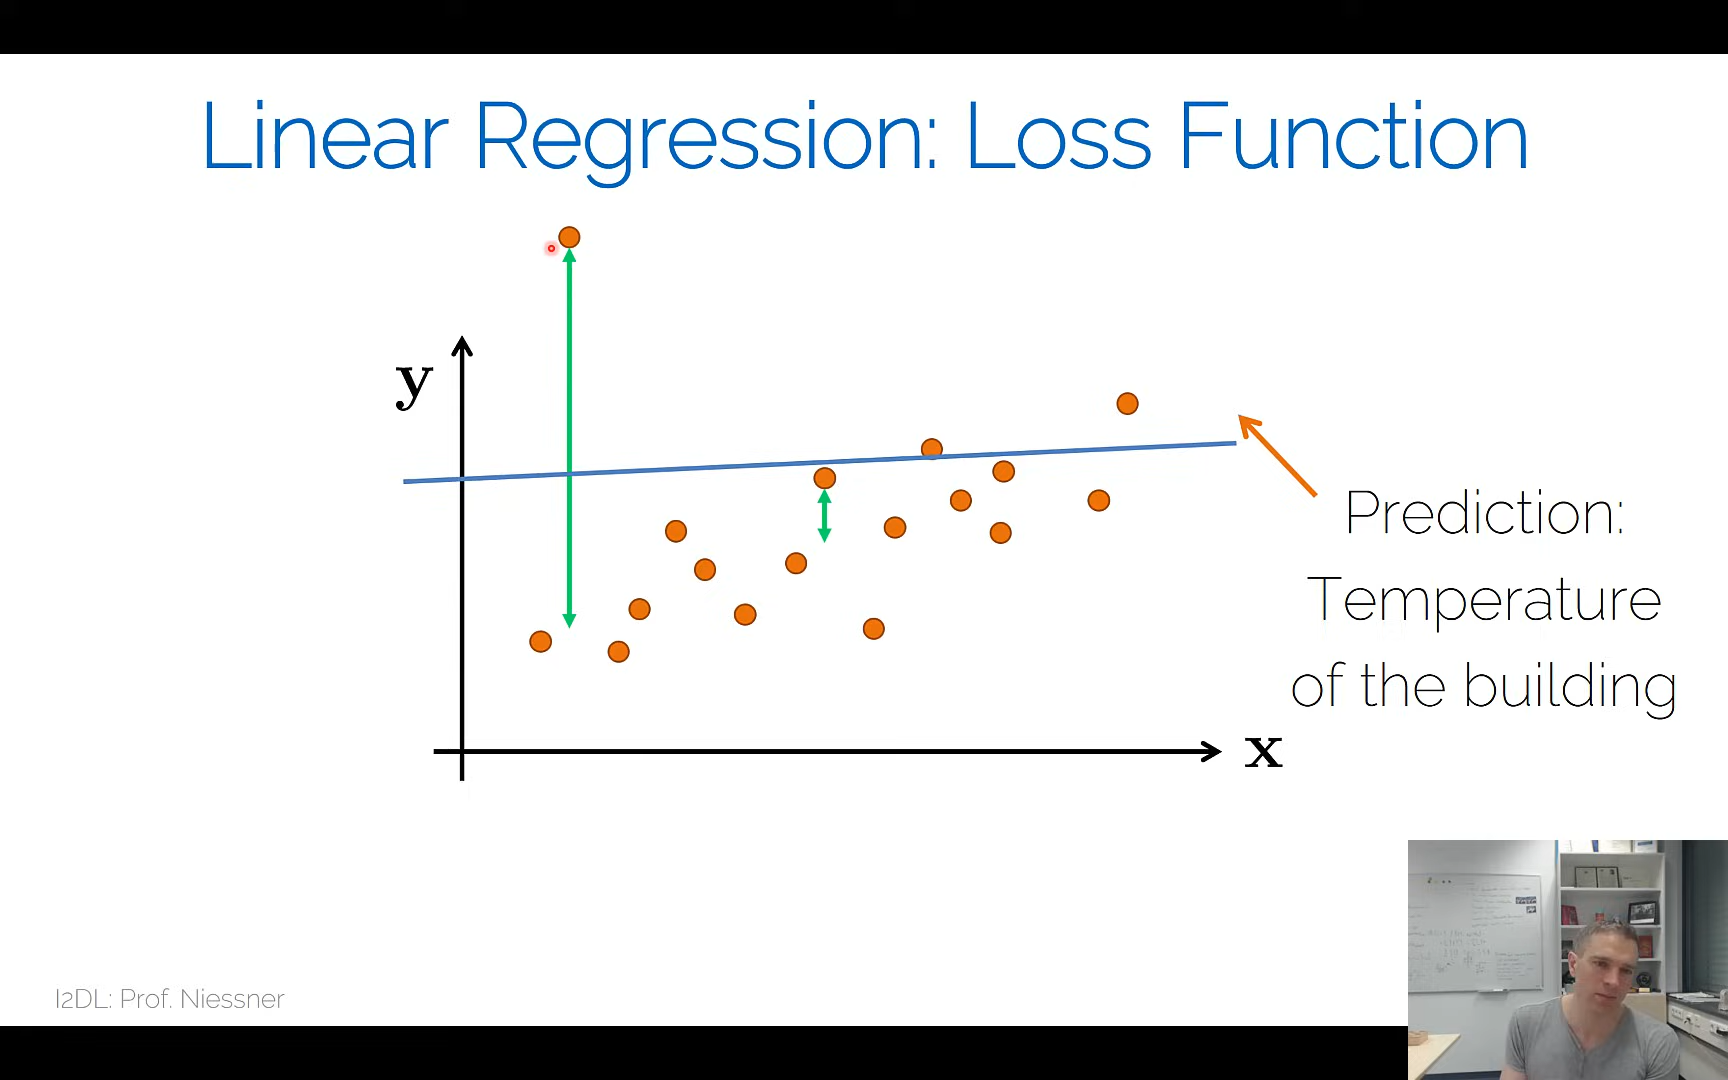 Linear Regression: Loss Function
y
Prediction:
Temperature
of the building
x
I2DL: Prof. Niessner